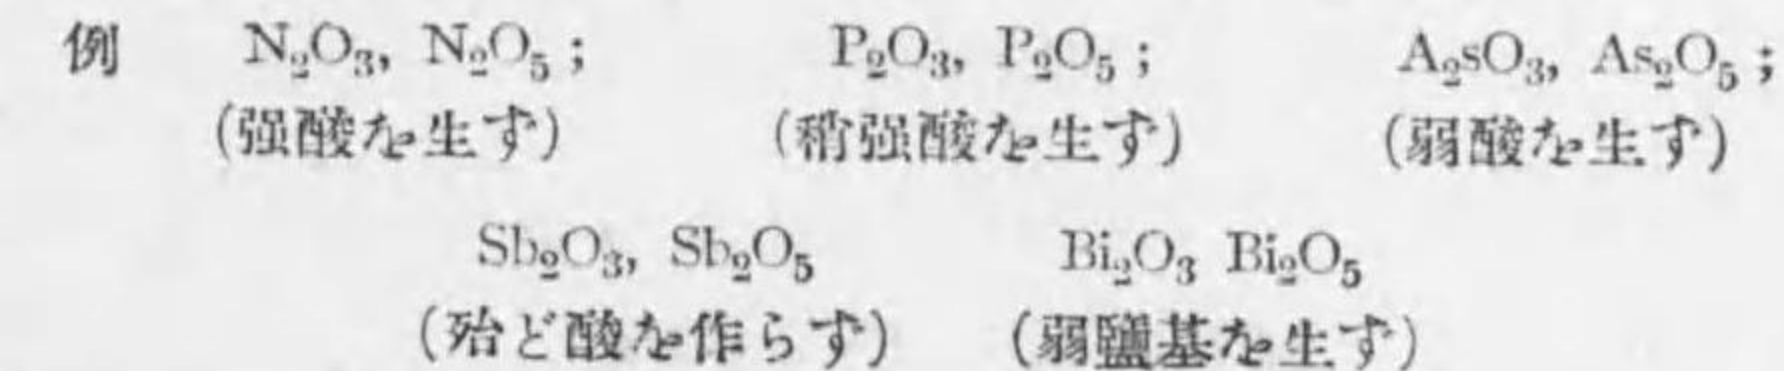 例 N₂O₃, N₂O₅; P₂O₃, P₂O₅; A₂sO₃, As₂O₅;
(强酸を生ず) (稍强酸を生ず) (弱酸を生ず)
Sb₂O₃, Sb₂O₅ Bi₂O₃ Bi₂O₅
(殆ど酸を作らず) (弱鹽基を生ず)